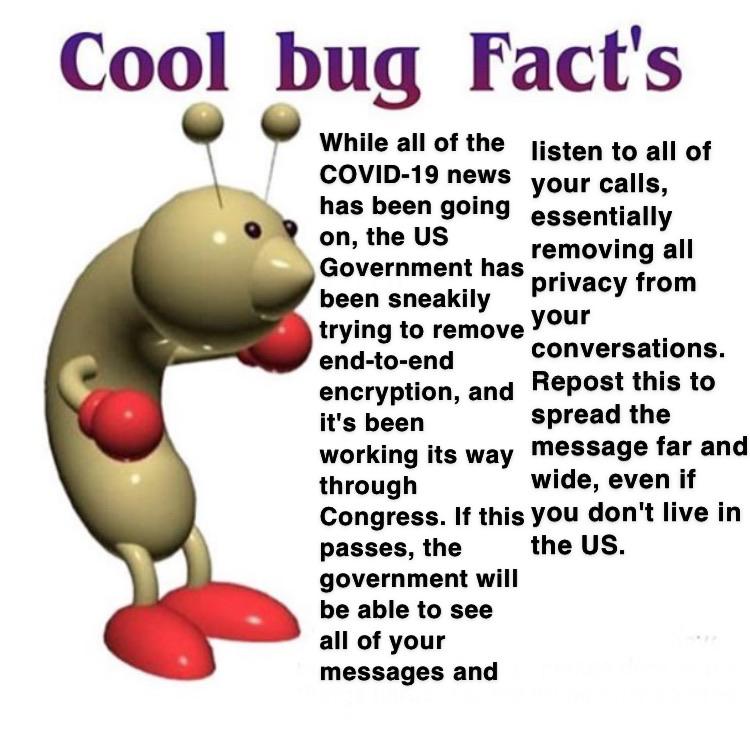 Cool bug Fact's
While all of the
COVID-19 news
has been going
on, the US
Government has
been sneakily
trying to remove
end-to-end
encryption, and
it's been
working its way
through
Congress. If this
passes, the
government will
be able to see
all of your
messages and
listen to all of
your calls,
essentially
removing all
privacy from
your
conversations.
Repost this to
spread the
message far and
wide, even if
you don't live in
the US.